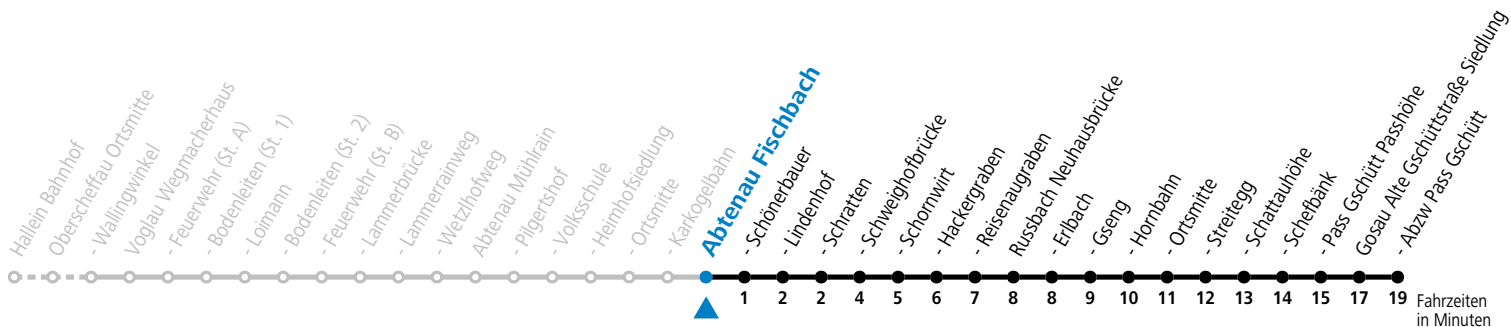 Hallein Bahnhof
Oberscheffau Ortsmitte
- Wallingwinkel
Voglau Wegmacherhaus
- Feuerwehr (St. A)
- Bodenleiten (St. 1)
- Loimann
- Bodenleiten (St. 2)
- Feuerwehr (St. B)
- Lammerbrücke
- Lammerrainweg
- Wetzlhofweg
Abtenau Mühlrain
- Pilgertshof
- Volksschule
- Heimhofsiedlung
- Ortsmitte
- Karkogelbahn
Abtenau Fischbach
- Schönerbauer
- Lindenhof
- Schratten
- Schweighofbrücke
- Schornwirt
- Hackergraben
- Reisenaugraben
Russbach Neuhausbrücke
- Erlbach
- Gseng
- Hornbahn
- Ortsmitte
- Streitegg
- Schattauhöhe
- Schefbänk
- Pass Gschütt Passhöhe
Gosau Alte Gschüttstraße Siedlung
- Abzw Pass Gschütt
1 2 2 4 5 6 7 8 8 9 10 11 12 13 14 15 17 19
Fahrzeiten
in Minuten